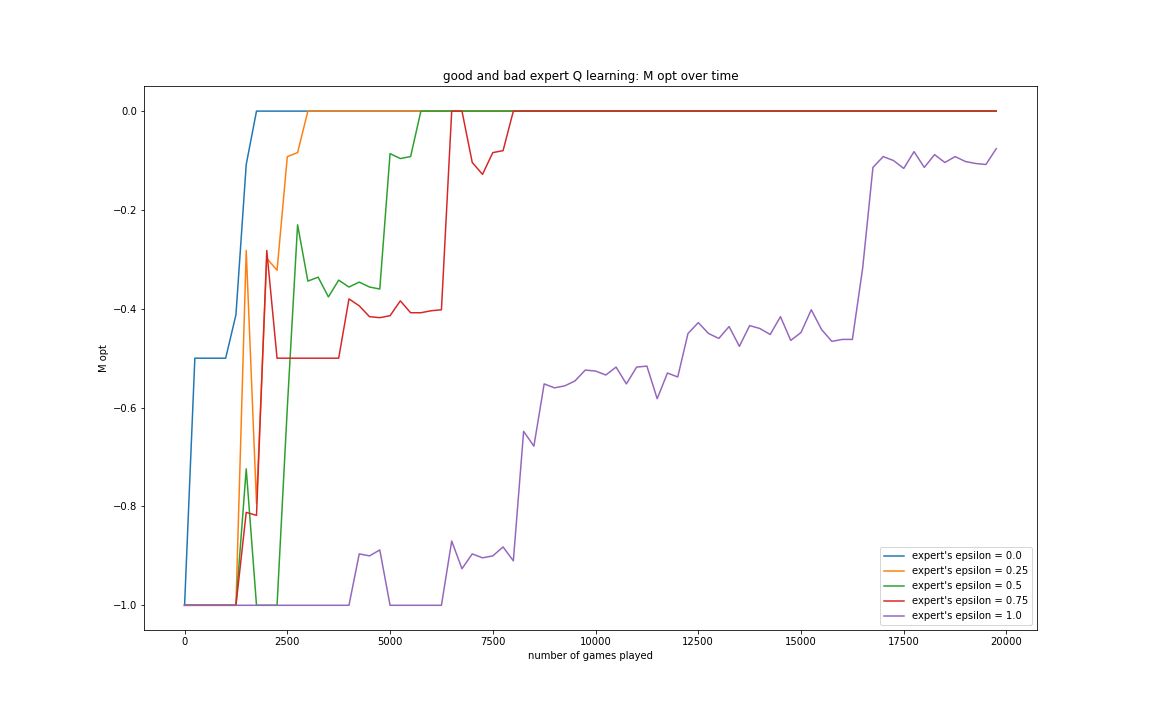 good and bad expert Q learning: M opt over time
M opt
0.0
−0.2
−0.4
−0.6
−0.8
−1.0
0 2500 5000 7500 10000 12500 15000 17500 20000
number of games played
expert's epsilon = 0.0
expert's epsilon = 0.25
expert's epsilon = 0.5
expert's epsilon = 0.75
expert's epsilon = 1.0